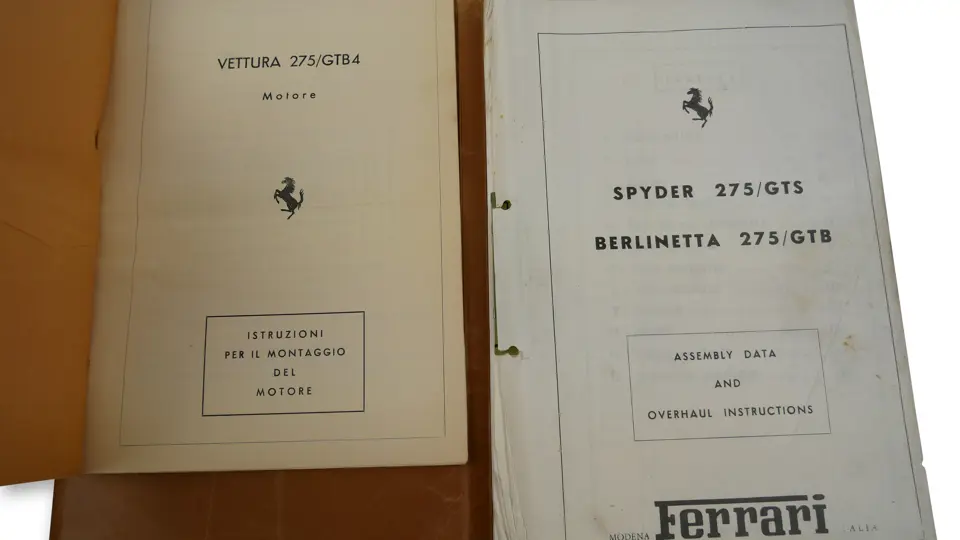 VETTURA 275/GTB4
Motore
ISTRUZIONI
PER IL MONTAGGIO
DEL
MOTORE
SPYDER 275/GTS
BERLINETTA 275/GTB
ASSEMBLY DATA
AND
OVERHAUL INSTRUCTIONS
MODENA Ferrari